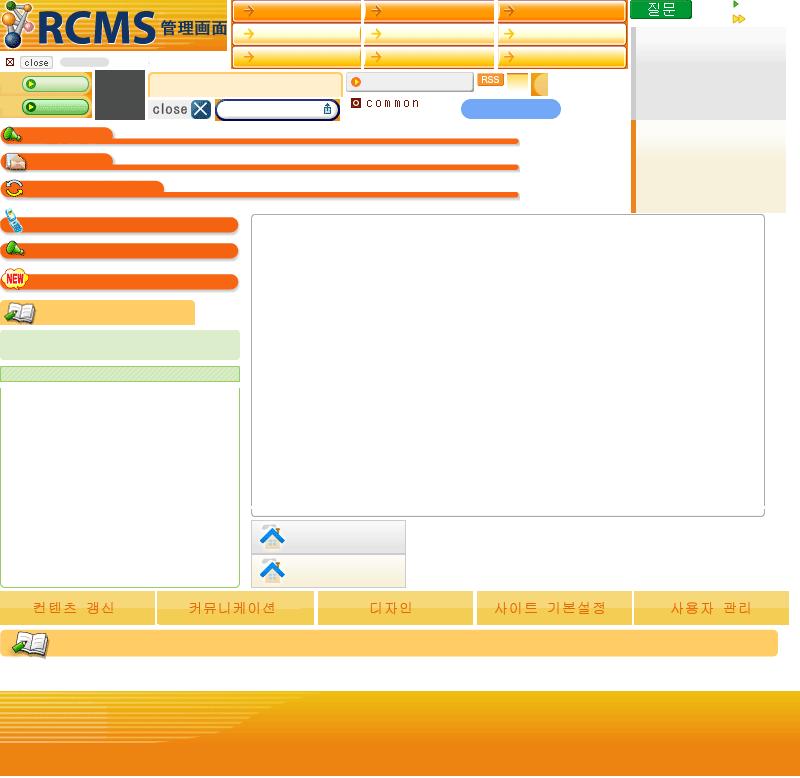 RCMS 管理画面
질문
close
RSS
close
common
NEW
컨텐츠 갱신
커뮤니케이션
디자인
사이트 기본설정
사용자 관리